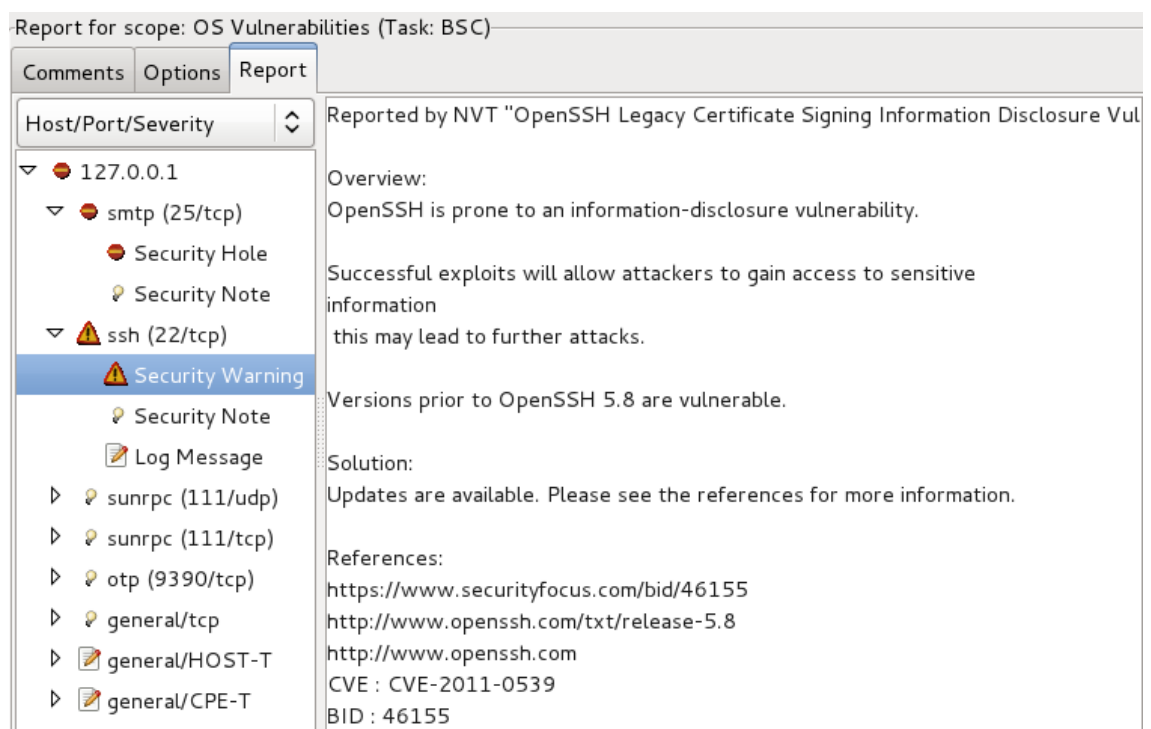 Report for scope: OS Vulnerabilities (Task: BSC)
Comments Options Report
Host/Port/Severity
127.0.0.1
smtp (25/tcp)
Security Hole
Security Note
ssh (22/tcp)
Security Warning
Security Note
Log Message
sunrpc (111/udp)
sunrpc (111/tcp)
otp (9390/tcp)
general/tcp
general/HOST-T
general/CPE-T
Reported by NVT "OpenSSH Legacy Certificate Signing Information Disclosure Vul
Overview:
OpenSSH is prone to an information-disclosure vulnerability.
Successful exploits will allow attackers to gain access to sensitive
information
this may lead to further attacks.
Versions prior to OpenSSH 5.8 are vulnerable.
Solution:
Updates are available. Please see the references for more information.
References:
https://www.securityfocus.com/bid/46155
http://www.openssh.com/txt/release-5.8
http://www.openssh.com
CVE : CVE-2011-0539
BID : 46155